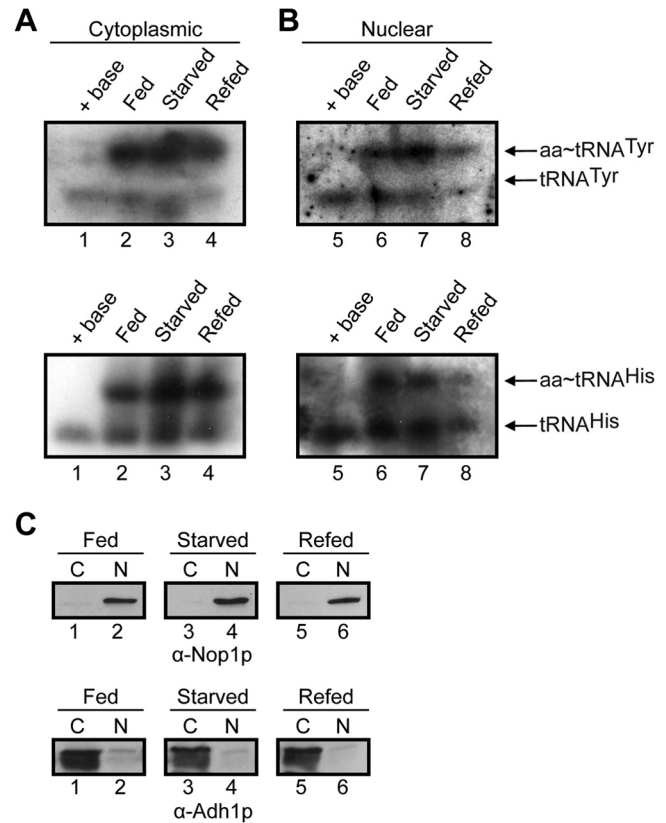 A
Cytoplasmic
+ base
Fed
Starved
Refed
1 2 3 4
B
Nuclear
+ base
Fed
Starved
Refed
aa~tRNATyr
tRNATyr
5 6 7 8
+ base
Fed
Starved
Refed
1 2 3 4
+ base
Fed
Starved
Refed
aa~tRNAHis
tRNAHis
5 6 7 8
C
Fed Starved Refed
C N C N C N
1 2 3 4 5 6
α-Nop1p
Fed Starved Refed
C N C N C N
1 2 3 4 5 6
α-Adh1p